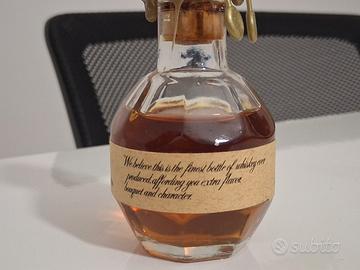 We believe this is the finest bottle of whiskey ever
produced, affording you extra flavor,
bouquet and character.
subito